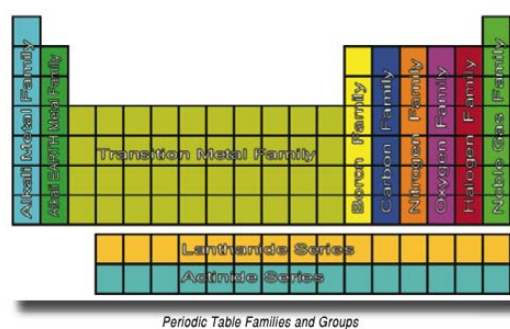 Alkali Metal Family
Alkali EARTH Metal Family
Transition Metal Family
Boron Family
Carbon Family
Nitrogen Family
Oxygen Family
Halogen Family
Noble Gas Family
Lanthanide Series
Actinide Series
Periodic Table Families and Groups